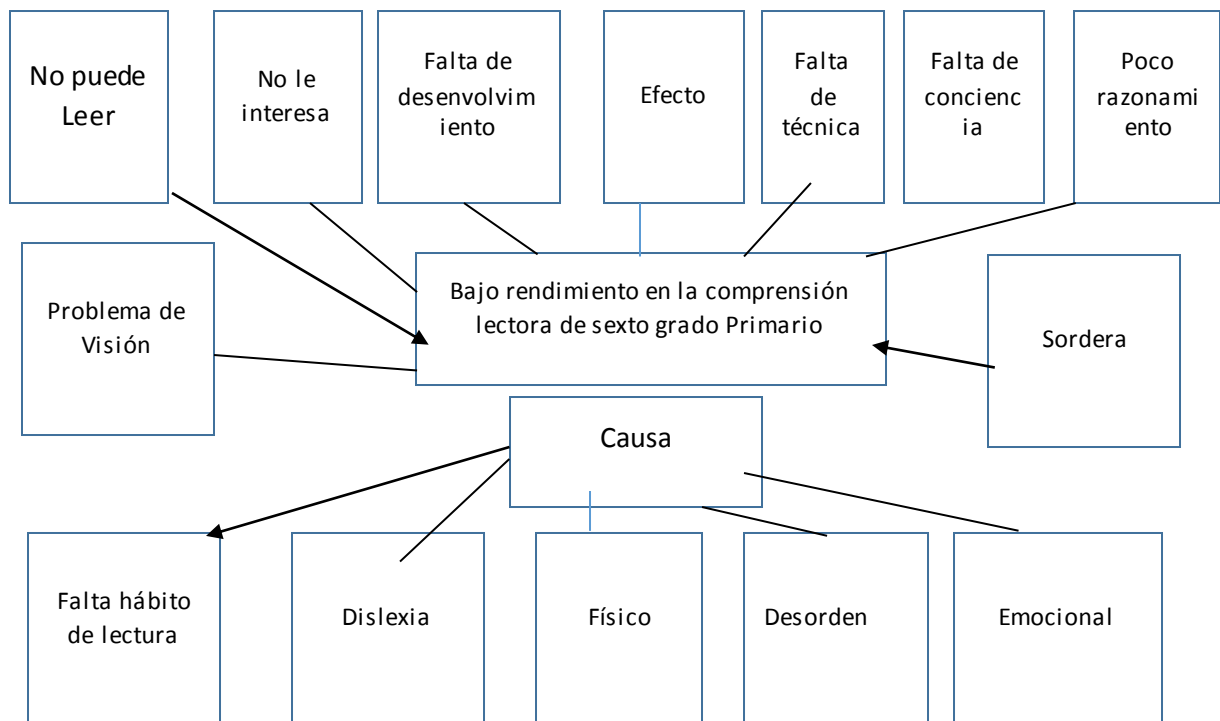 No puede
Leer
No le
interesa
Falta de
desenvolvim
iento
Efecto
Falta
de
técnica
Falta de
concienc
ia
Poco
razonami
ento
Problema de
Visión
Bajo rendimiento en la comprensión
lectora de sexto grado Primario
Sordera
Causa
Falta hábito
de lectura
Dislexia
Físico
Desorden
Emocional